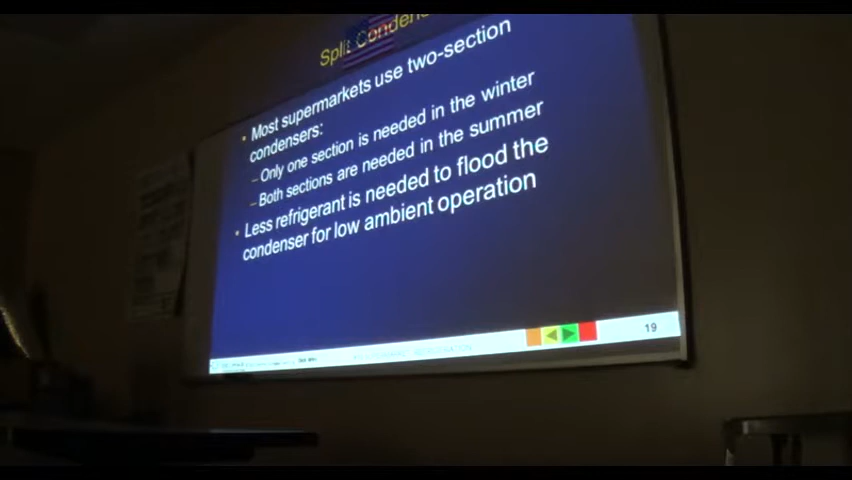 Split Conden
Most supermarkets use two-section
condensers:
–Only one section is needed in the winter
–Both sections are needed in the summer
Less refrigerant is needed to flood the
condenser for low ambient operation
19